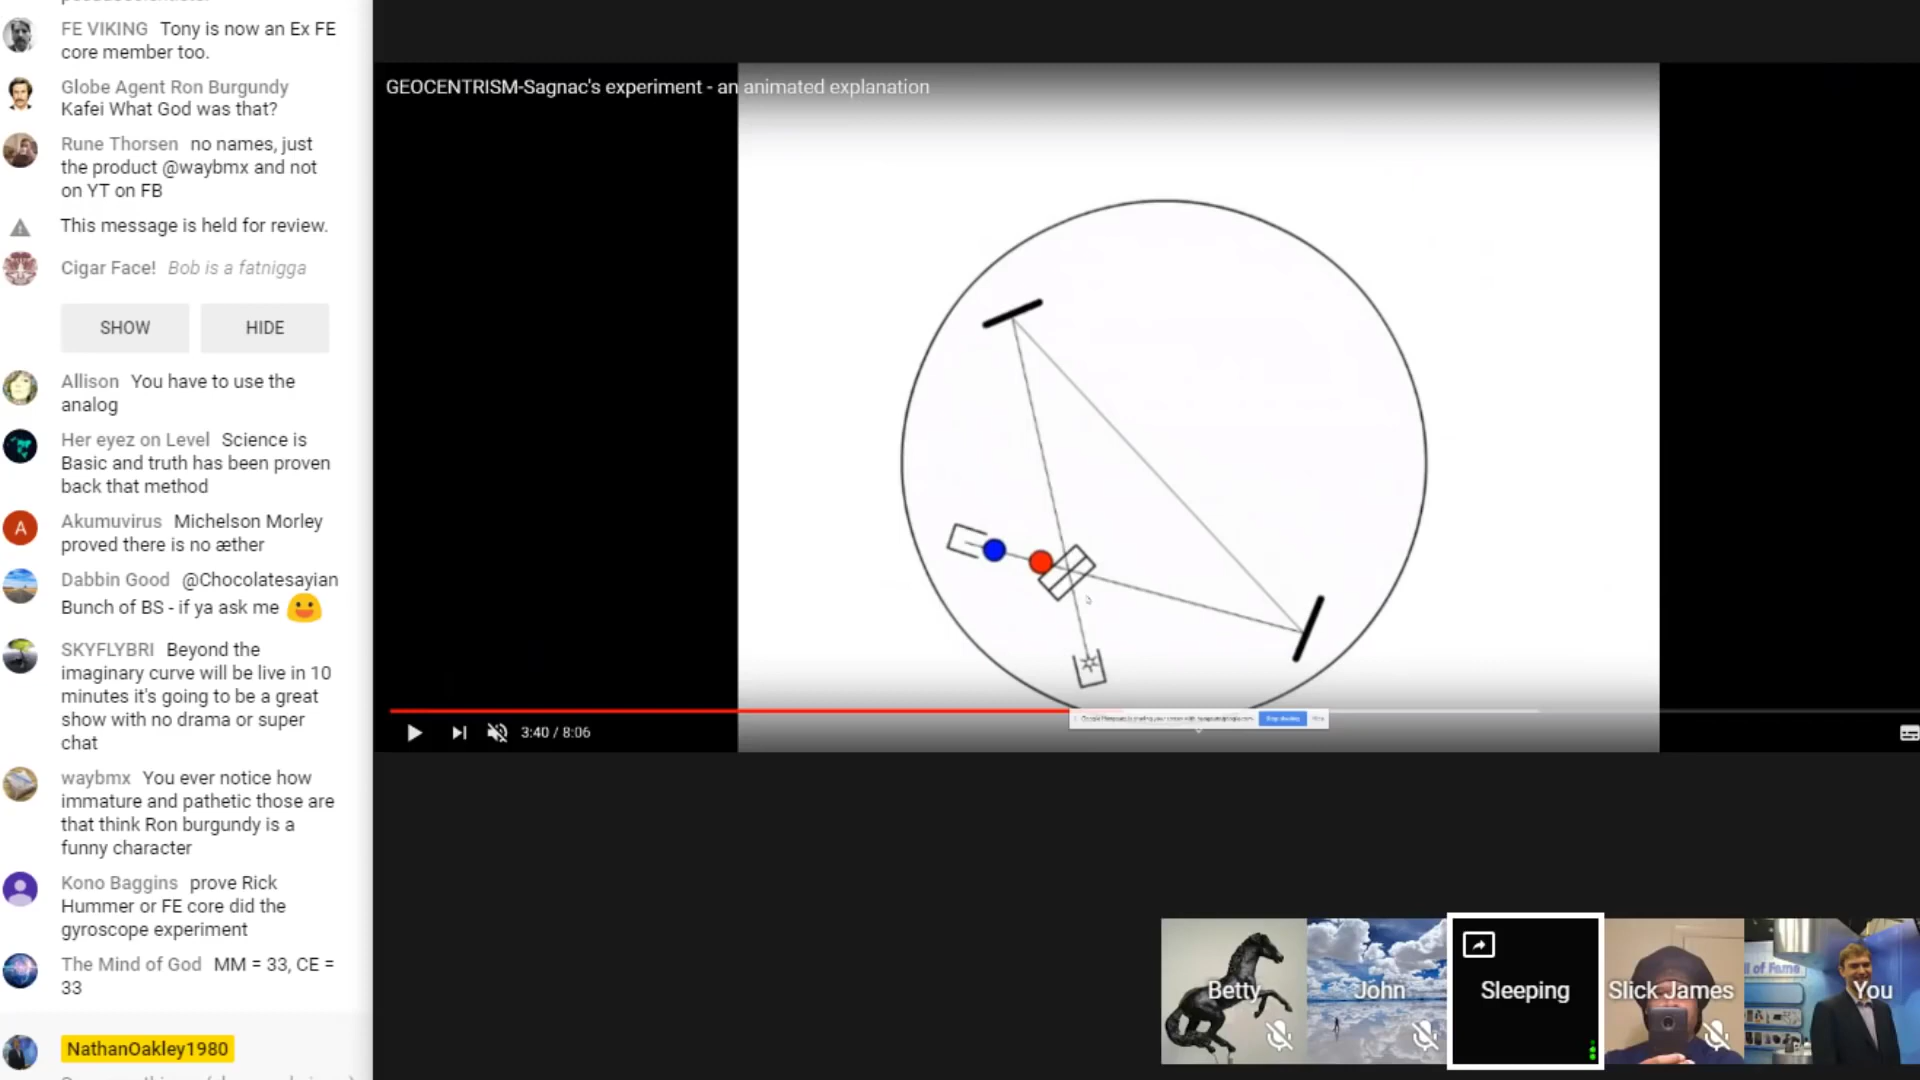 FE VIKING Tony is now an Ex FE
core member too.
Globe Agent Ron Burgundy
Kafei What God was that?
Rune Thorsen no names, just
the product @waybmx and not
on YT on FB
This message is held for review.
Cigar Face! Bob is a fatnigga
SHOW HIDE
Allison You have to use the
analog
Her eyez on Level Science is
Basic and truth has been proven
back that method
A Akumuvirus Michelson Morley
proved there is no æther
Dabbin Good @Chocolatesayian
Bunch of BS - if ya ask me
SKYFLYBRI Beyond the
imaginary curve will be live in 10
minutes it's going to be a great
show with no drama or super
chat
waybmx You ever notice how
immature and pathetic those are
that think Ron burgundy is a
funny character
Kono Baggins prove Rick
Hummer or FE core did the
gyroscope experiment
The Mind of God MM = 33, CE =
33
NathanOakley1980
GEOCENTRISM-Sagnac's experiment - an animated explanation
3:40 / 8:06
Stop sharing
Hide
Betty
John
Sleeping
Slick James
You
of Fame